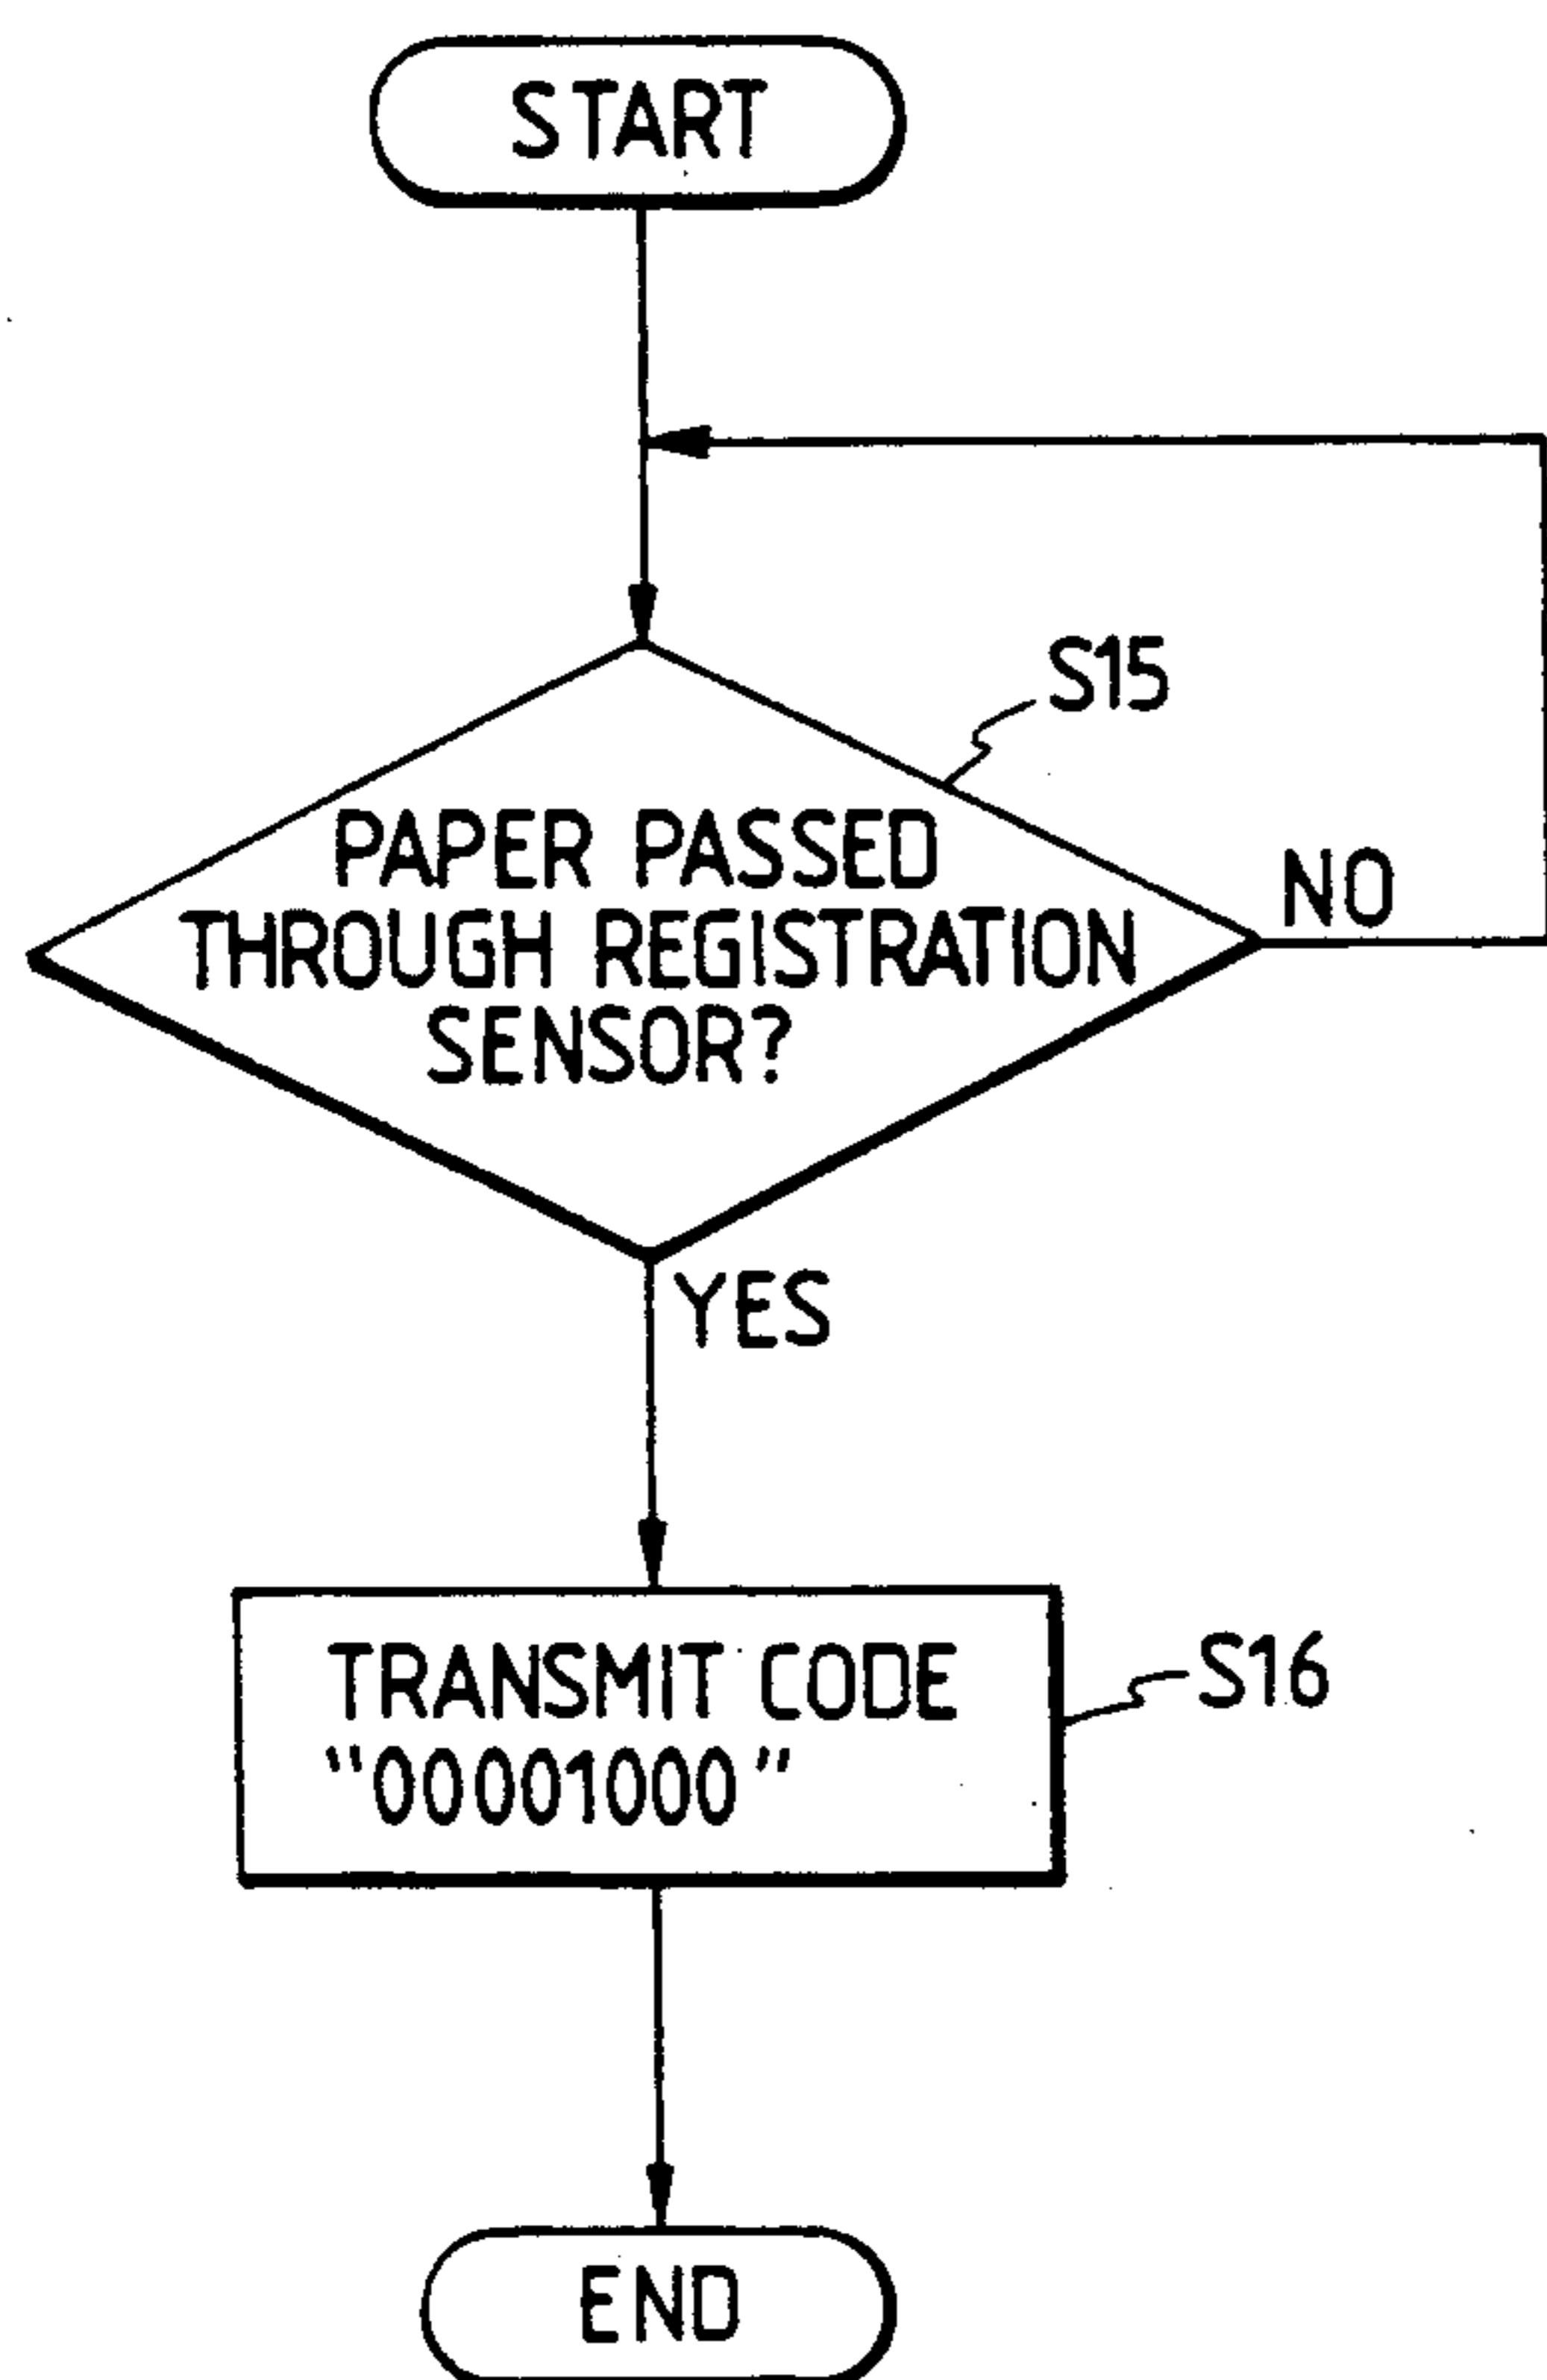 START
S15
PAPER PASSED
THROUGH REGISTRATION
SENSOR?
NO
YES
TRANSMIT CODE
"00001000"
S16
END